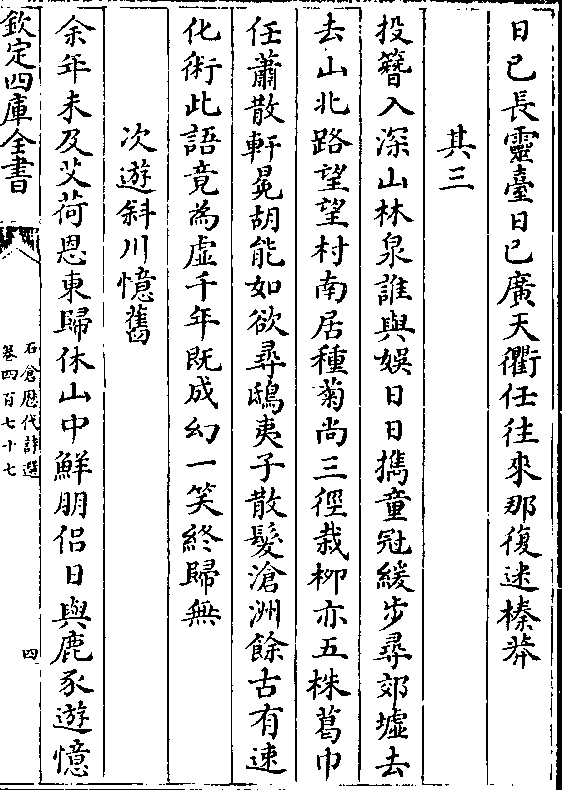 日已長靈臺日已廣天衢任往來那復迷榛莽
其三
投簪入深山林泉誰與娛日日擕童冠緩步尋郊墟去
去山北路望望村南居種菊尚三徑栽柳亦五株葛巾
任蕭散軒冕胡能如欲尋鴟夷子散髮滄洲餘古有速
化術此語竟為虛千年既成幻一笑終歸無
次遊斜川憶舊
余年未及艾荷恩東歸休山中鮮朋侶日與鹿豕遊憶
欽定四庫全書
石倉歴代詩選
卷四百七十七
四